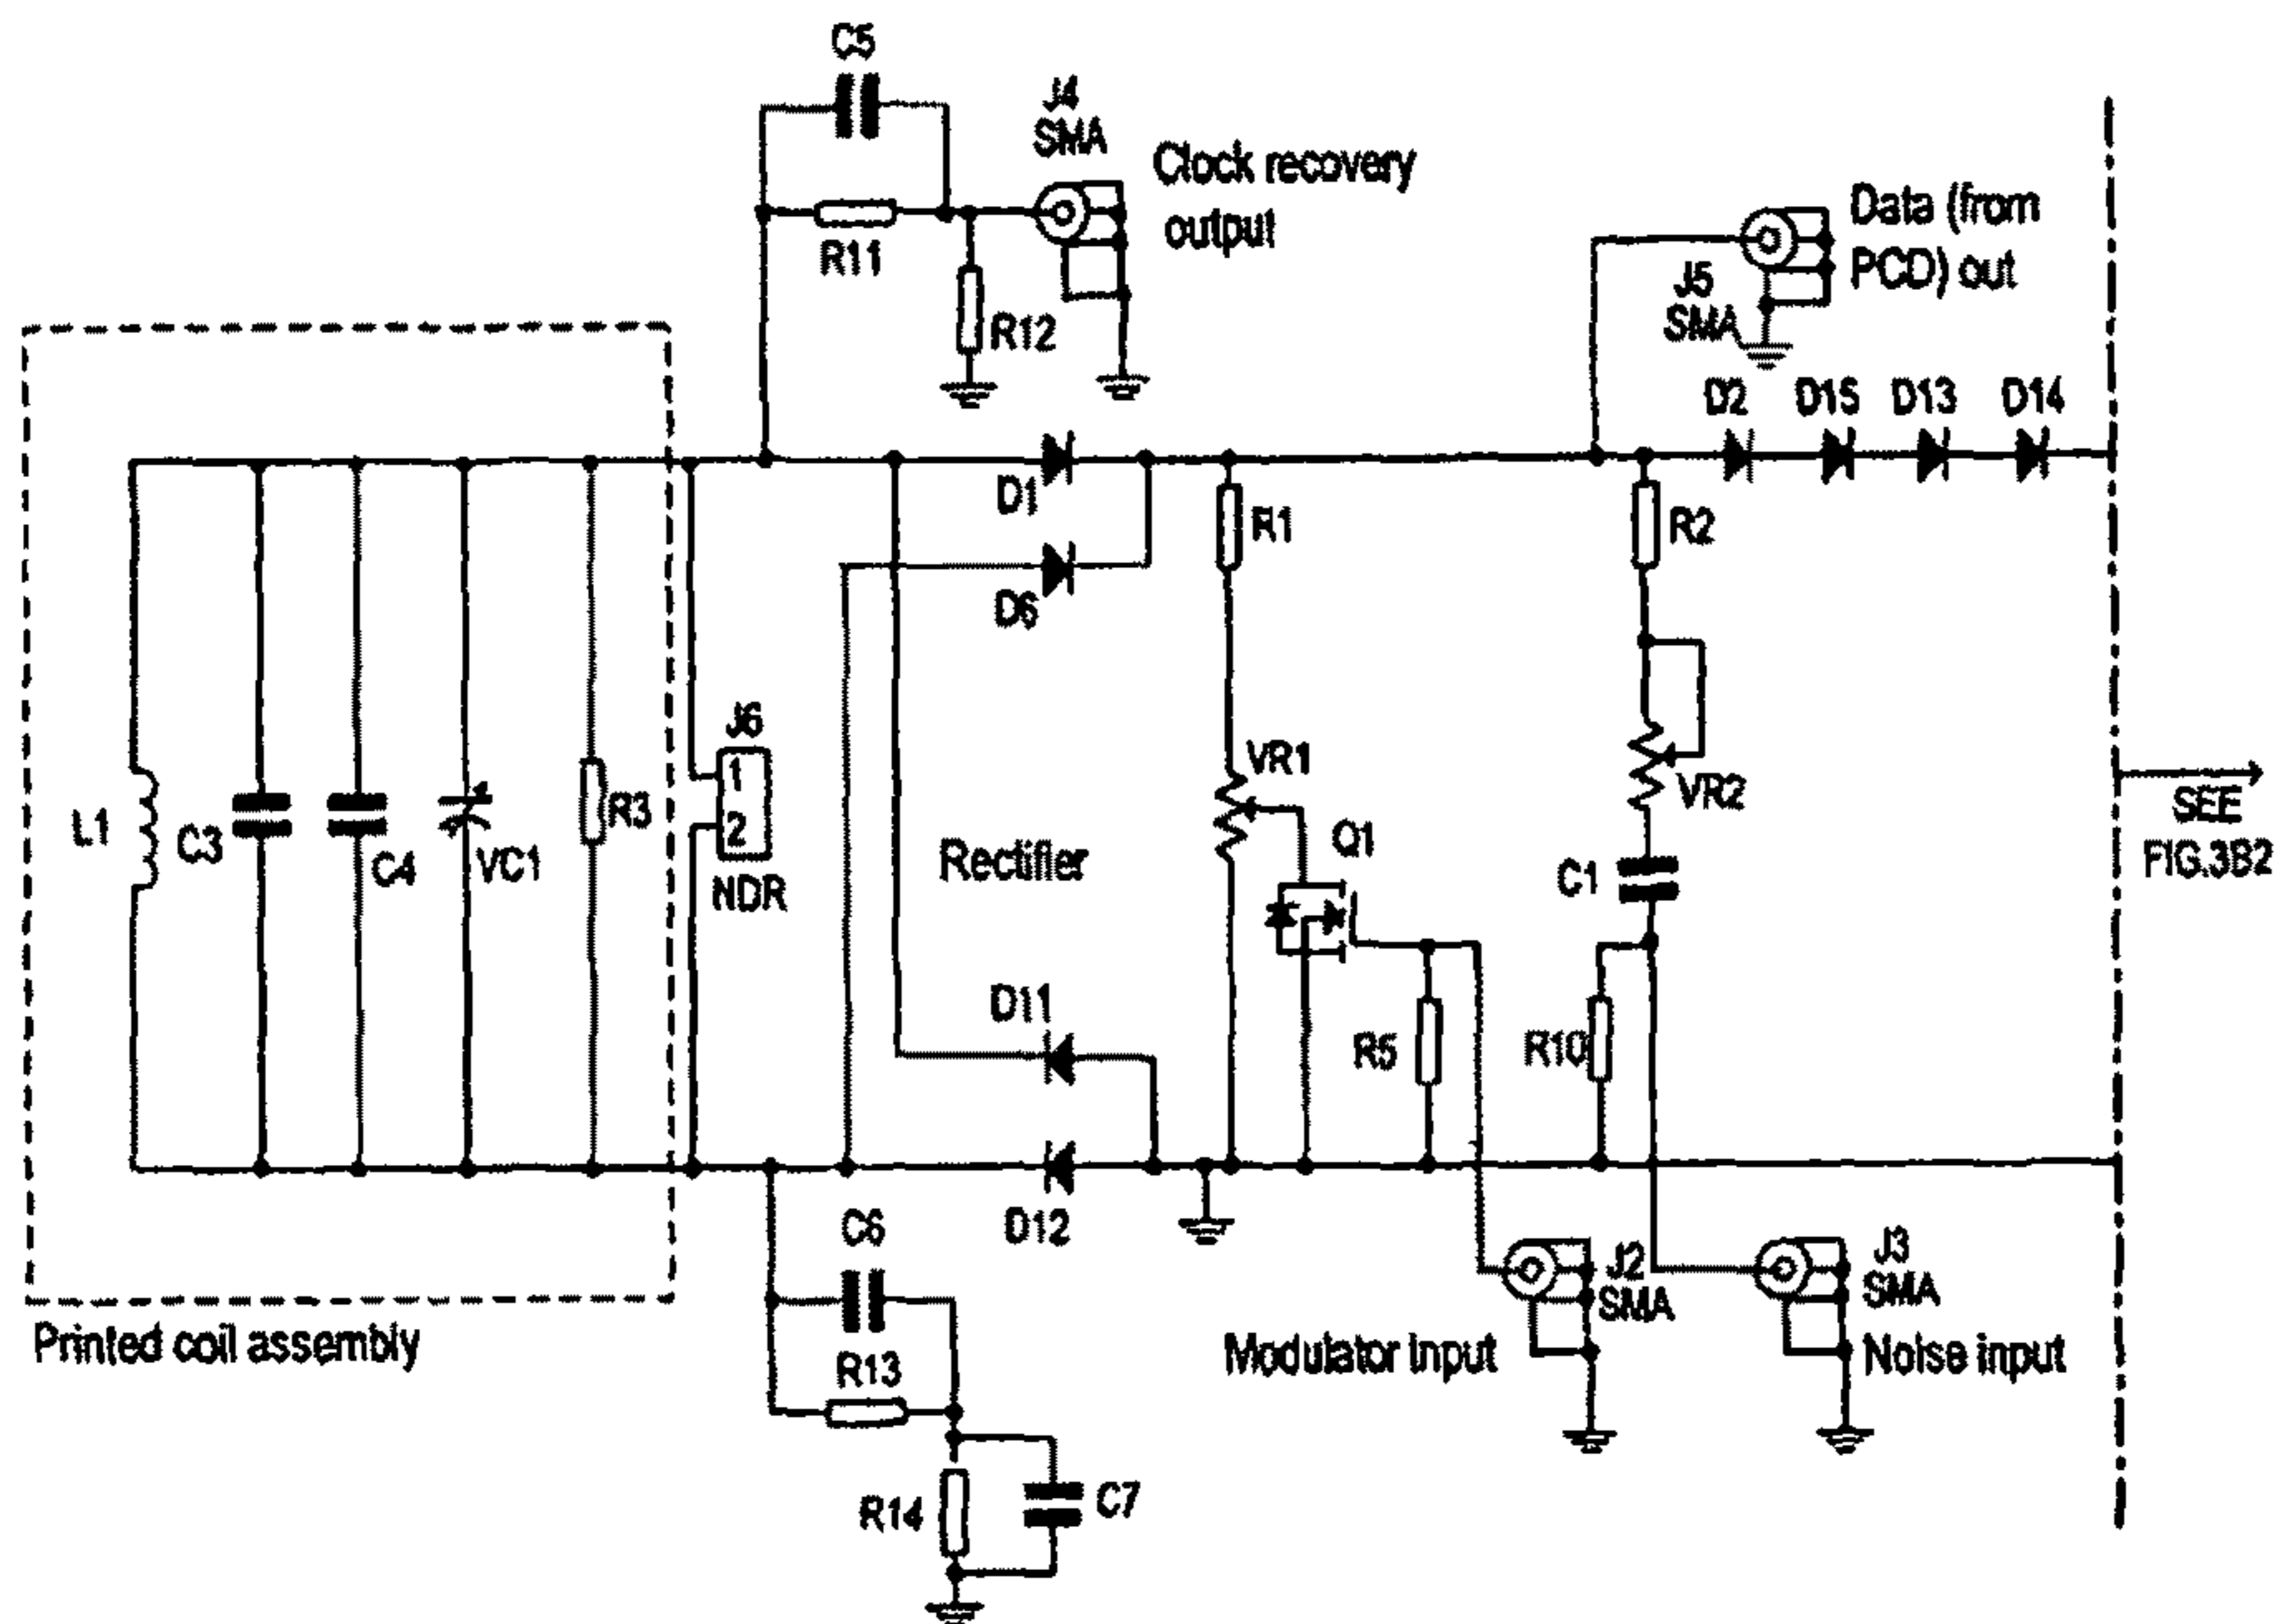 C5
J4
SMA
Clock recovery
output
R11
R12
Data (from
PCD) out
J5
SMA
D2
D15
D13
D14
D1
R1
R2
D6
J6
1
2
NDR
VR1
VR2
L1
C3
C4
VC1
R3
Rectifier
Q1
C1
SEE
FIG.3B2
D11
R5
R10
D12
C6
J2
SMA
J3
SMA
Printed coil assembly
R13
Modulator input
Noise input
R14
C7